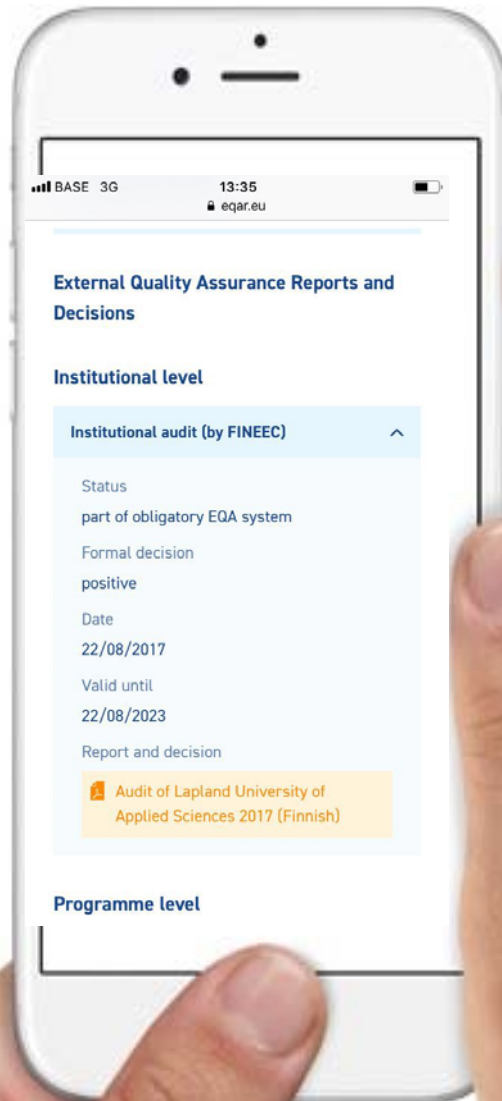 BASE 3G 13:35
eqar.eu
External Quality Assurance Reports and
Decisions
Institutional level
Institutional audit (by FINEEC)
Status
part of obligatory EQA system
Formal decision
positive
Date
22/08/2017
Valid until
22/08/2023
Report and decision
Audit of Lapland University of
Applied Sciences 2017 (Finnish)
Programme level